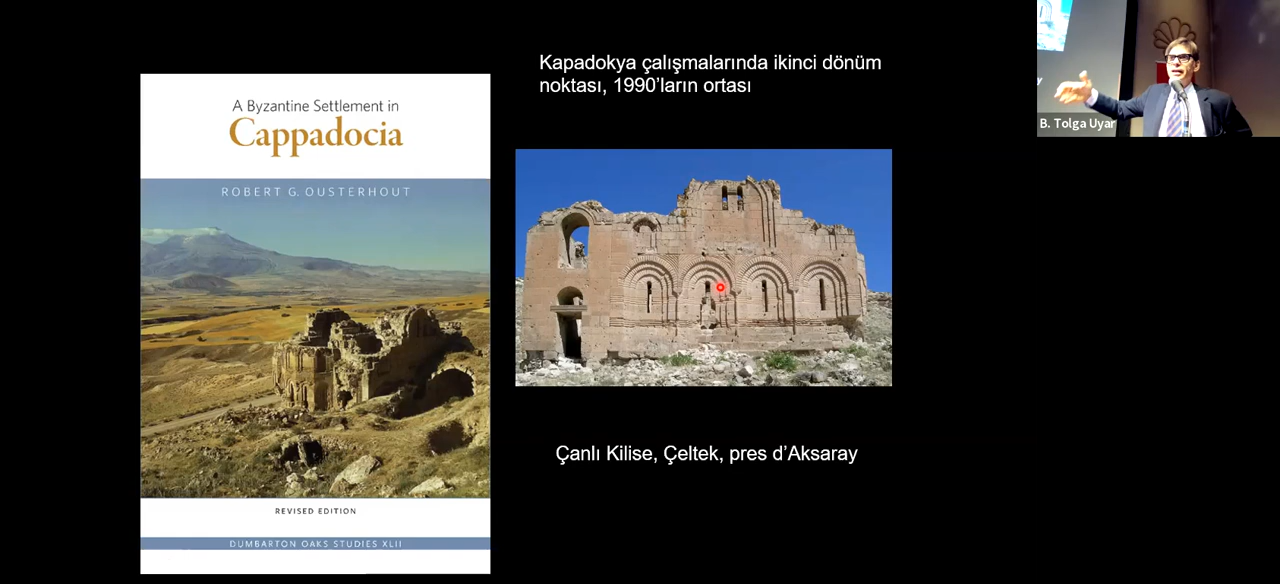 A Byzantine Settlement in
Cappadocia
ROBERT G. OUSTERHOUT
REVISED EDITION
DUMBARTON OAKS STUDIES XLII
Kapadokya çalışmalarında ikinci dönüm
noktası, 1990’ların ortası
Çanlı Kilise, Çeltek, pres d’Aksaray
B. Tolga Uyar